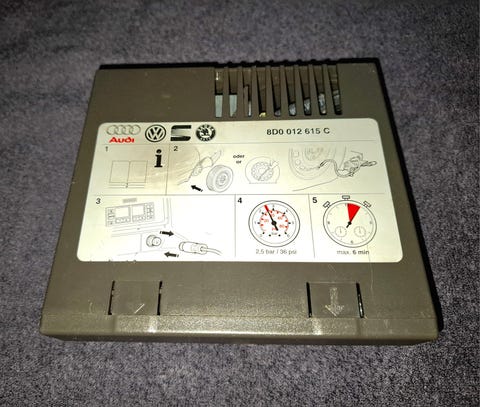 8D0 012 615 C
Audi
1
i
2
oder
or
3
4
2,5 bar / 36 psi
5
max. 6 min